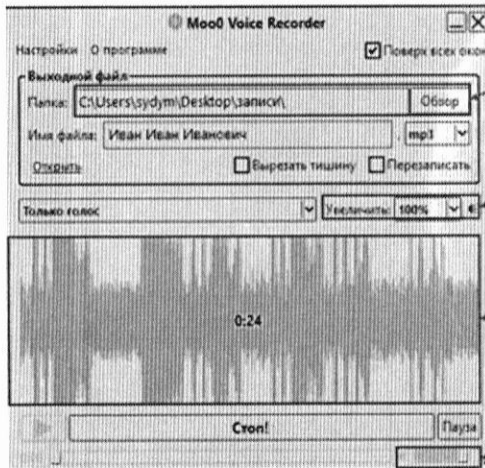 Moo0 Voice Recorder
Настройки О программе Поверх всех окон
Выходной файл
Папка: C:\Users\sydym\Desktop\записи\ Обзор
Имя файла: Иван Иван Иванович . mp3
Открыть Вырезать тишину Перезаписать
Только голос Увеличить: 100%
0:24
Стоп! Пауза